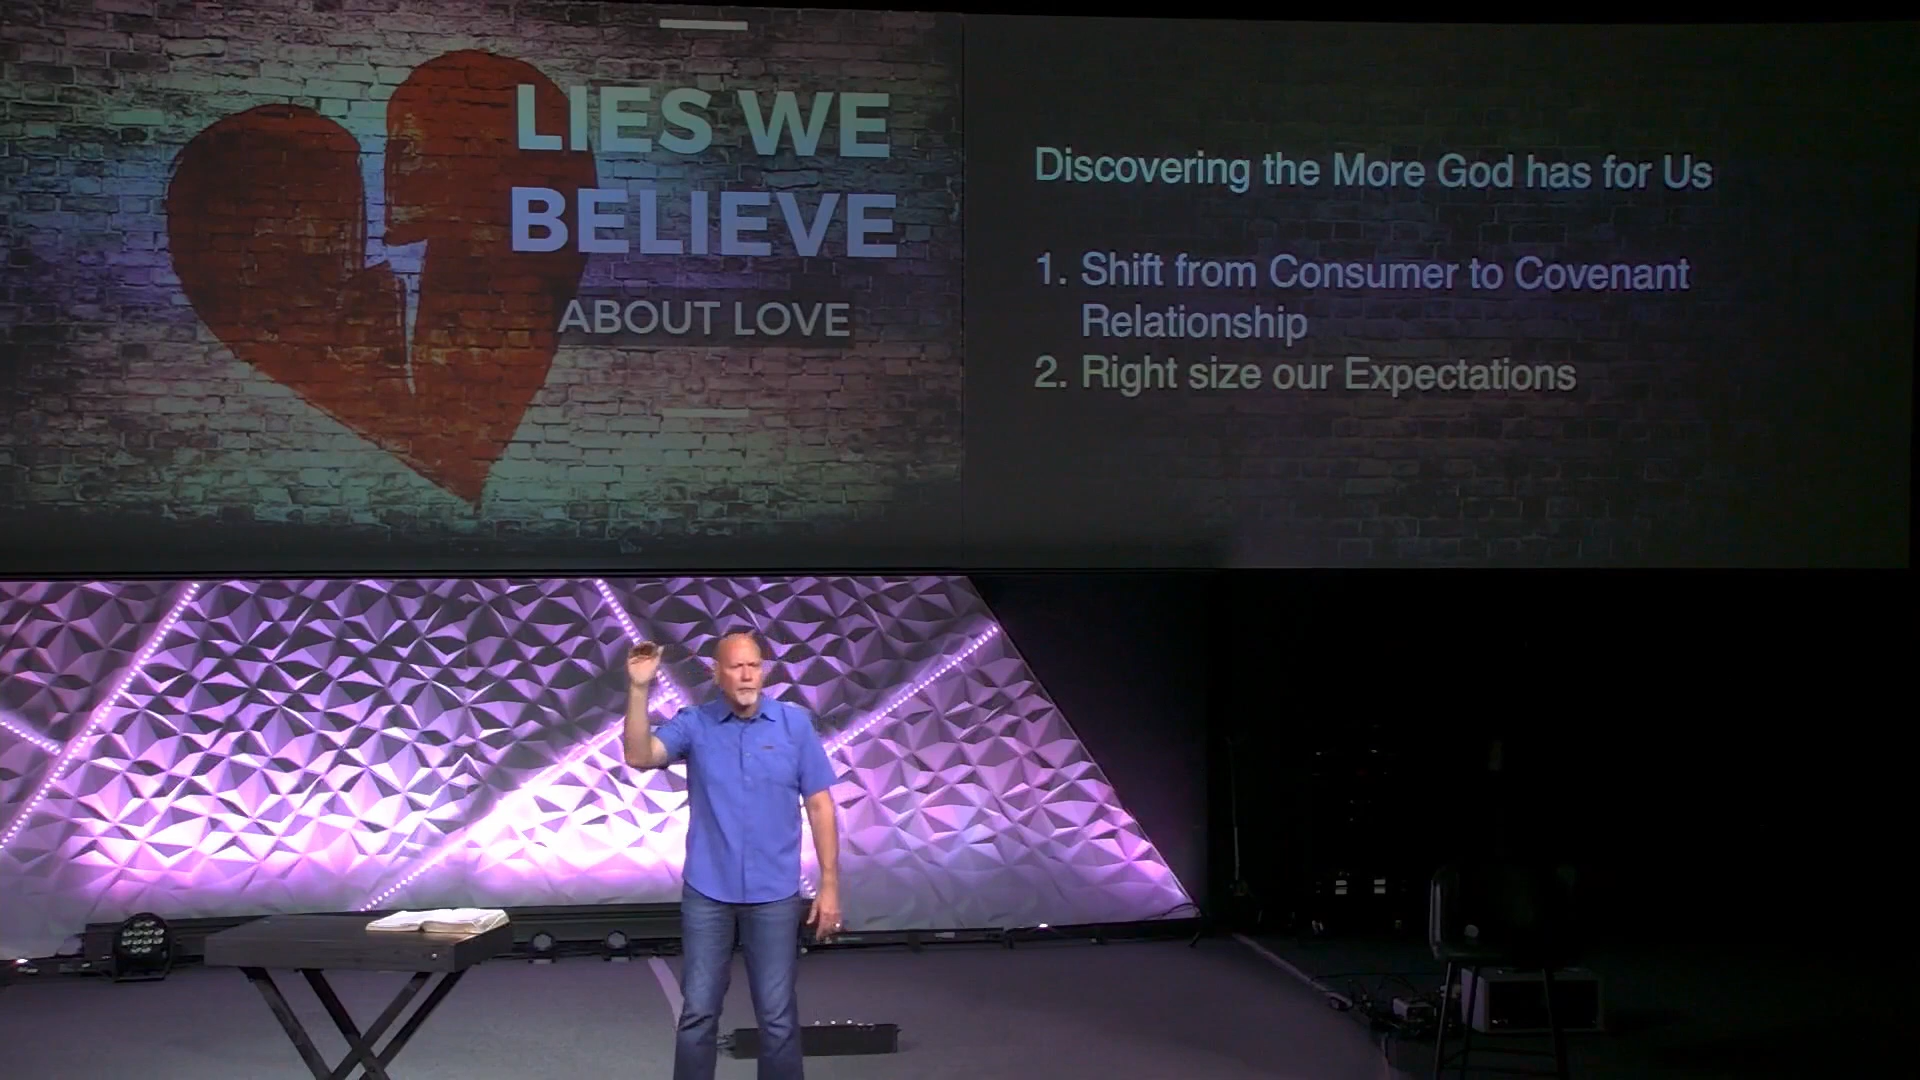 LIES WE
BELIEVE
ABOUT LOVE
Discovering the More God has for Us
1. Shift from Consumer to Covenant
Relationship
2. Right size our Expectations